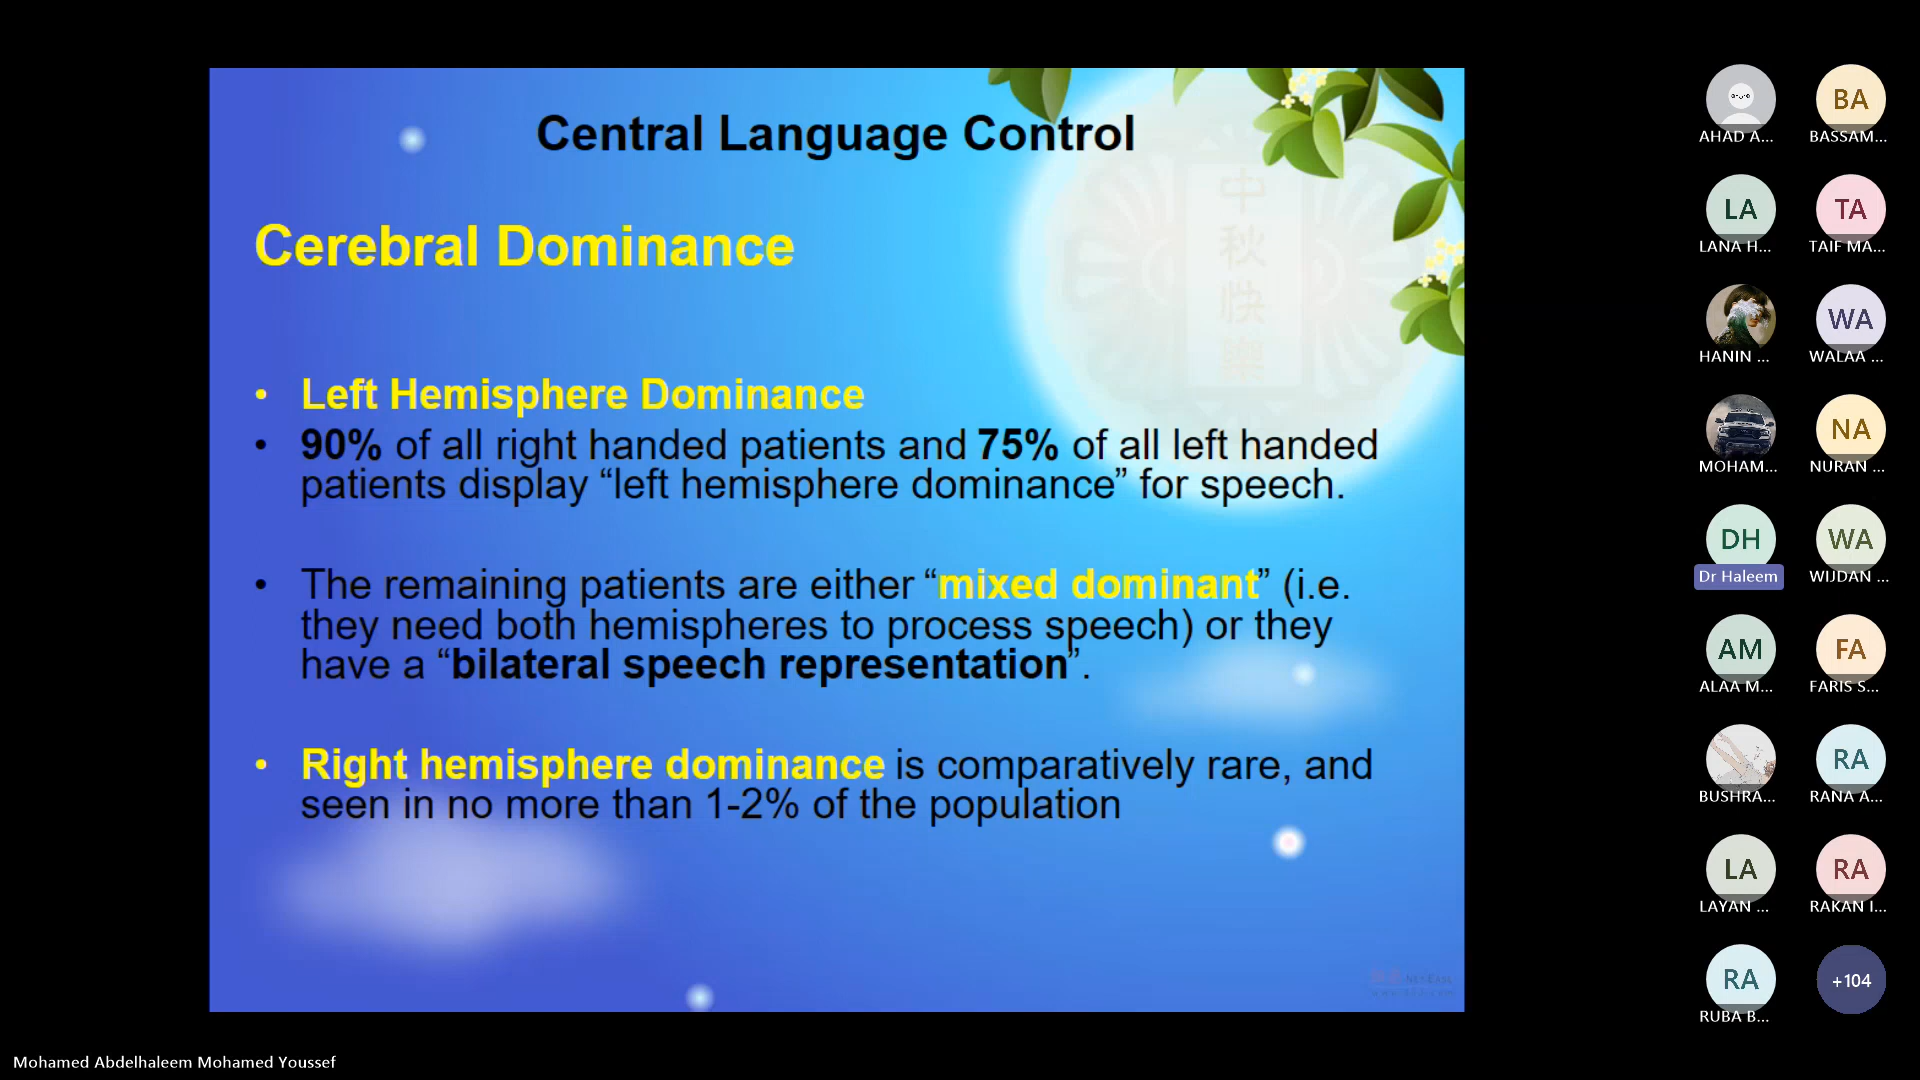 Central Language Control
中
秋
快
樂
Cerebral Dominance
• Left Hemisphere Dominance
• 90% of all right handed patients and 75% of all left handed
patients display “left hemisphere dominance” for speech.
• The remaining patients are either “mixed dominant” (i.e.
they need both hemispheres to process speech) or they
have a “bilateral speech representation”.
• Right hemisphere dominance is comparatively rare, and
seen in no more than 1-2% of the population
AHAD A...
BA
BASSAM...
LA
LANA H...
TA
TAIF MA...
HANIN ...
WA
WALAA ...
MOHAM...
NA
NURAN ...
DH
Dr Haleem
WA
WIJDAN ...
AM
ALAA M...
FA
FARIS S...
BUSHRA...
RA
RANA A...
LA
LAYAN ...
RA
RAKAN I...
RA
RUBA B...
+104
Mohamed Abdelhaleem Mohamed Youssef